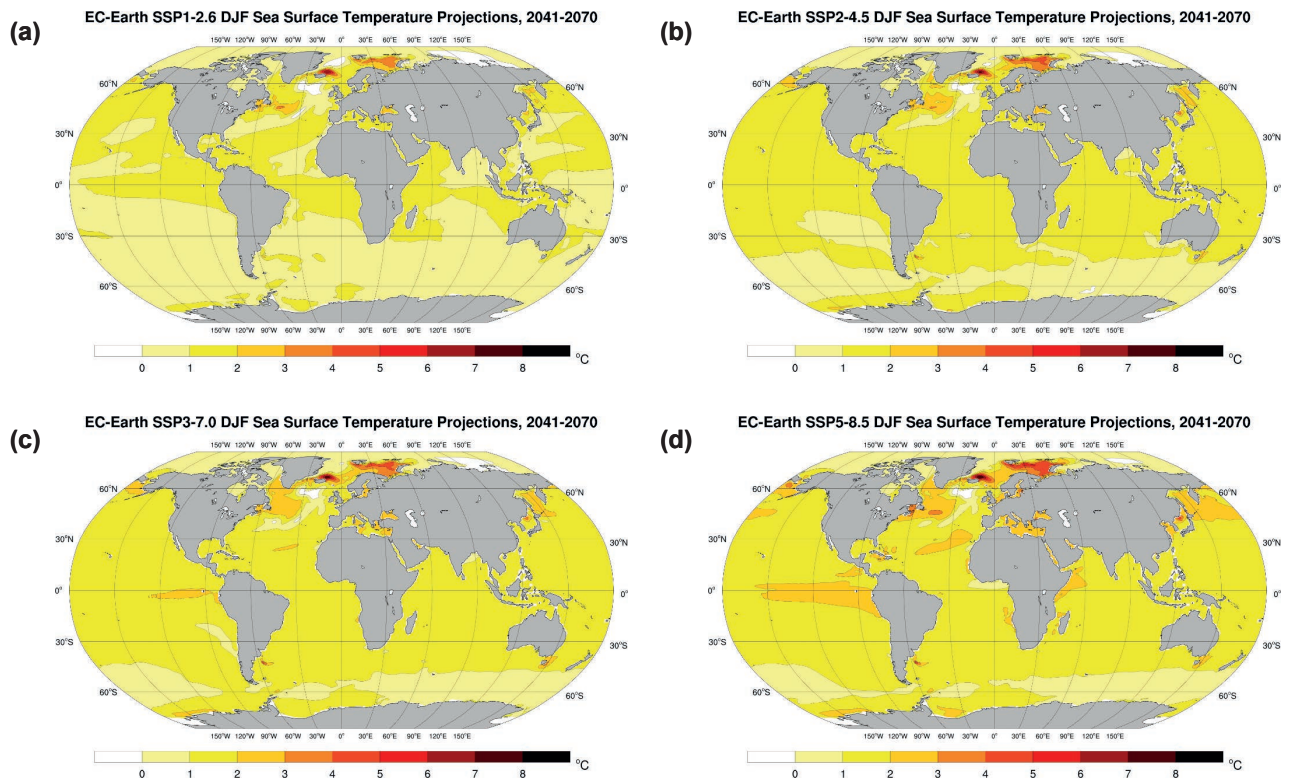 (a)
EC-Earth SSP1-2.6 DJF Sea Surface Temperature Projections, 2041-2070
150°W 120°W 90°W 60°W 30°W 0° 30°E 60°E 90°E 120°E 150°E
60°N 60°N
30°N 30°N
0° 0°
30°S 30°S
60°S 60°S
150°W 120°W 90°W 60°W 30°W 0° 30°E 60°E 90°E 120°E 150°E
0 1 2 3 4 5 6 7 8 °C
(b)
EC-Earth SSP2-4.5 DJF Sea Surface Temperature Projections, 2041-2070
150°W 120°W 90°W 60°W 30°W 0° 30°E 60°E 90°E 120°E 150°E
60°N 60°N
30°N 30°N
0° 0°
30°S 30°S
60°S 60°S
150°W 120°W 90°W 60°W 30°W 0° 30°E 60°E 90°E 120°E 150°E
0 1 2 3 4 5 6 7 8 °C
(c)
EC-Earth SSP3-7.0 DJF Sea Surface Temperature Projections, 2041-2070
150°W 120°W 90°W 60°W 30°W 0° 30°E 60°E 90°E 120°E 150°E
60°N 60°N
30°N 30°N
0° 0°
30°S 30°S
60°S 60°S
150°W 120°W 90°W 60°W 30°W 0° 30°E 60°E 90°E 120°E 150°E
0 1 2 3 4 5 6 7 8 °C
(d)
EC-Earth SSP5-8.5 DJF Sea Surface Temperature Projections, 2041-2070
150°W 120°W 90°W 60°W 30°W 0° 30°E 60°E 90°E 120°E 150°E
60°N 60°N
30°N 30°N
0° 0°
30°S 30°S
60°S 60°S
150°W 120°W 90°W 60°W 30°W 0° 30°E 60°E 90°E 120°E 150°E
0 1 2 3 4 5 6 7 8 °C